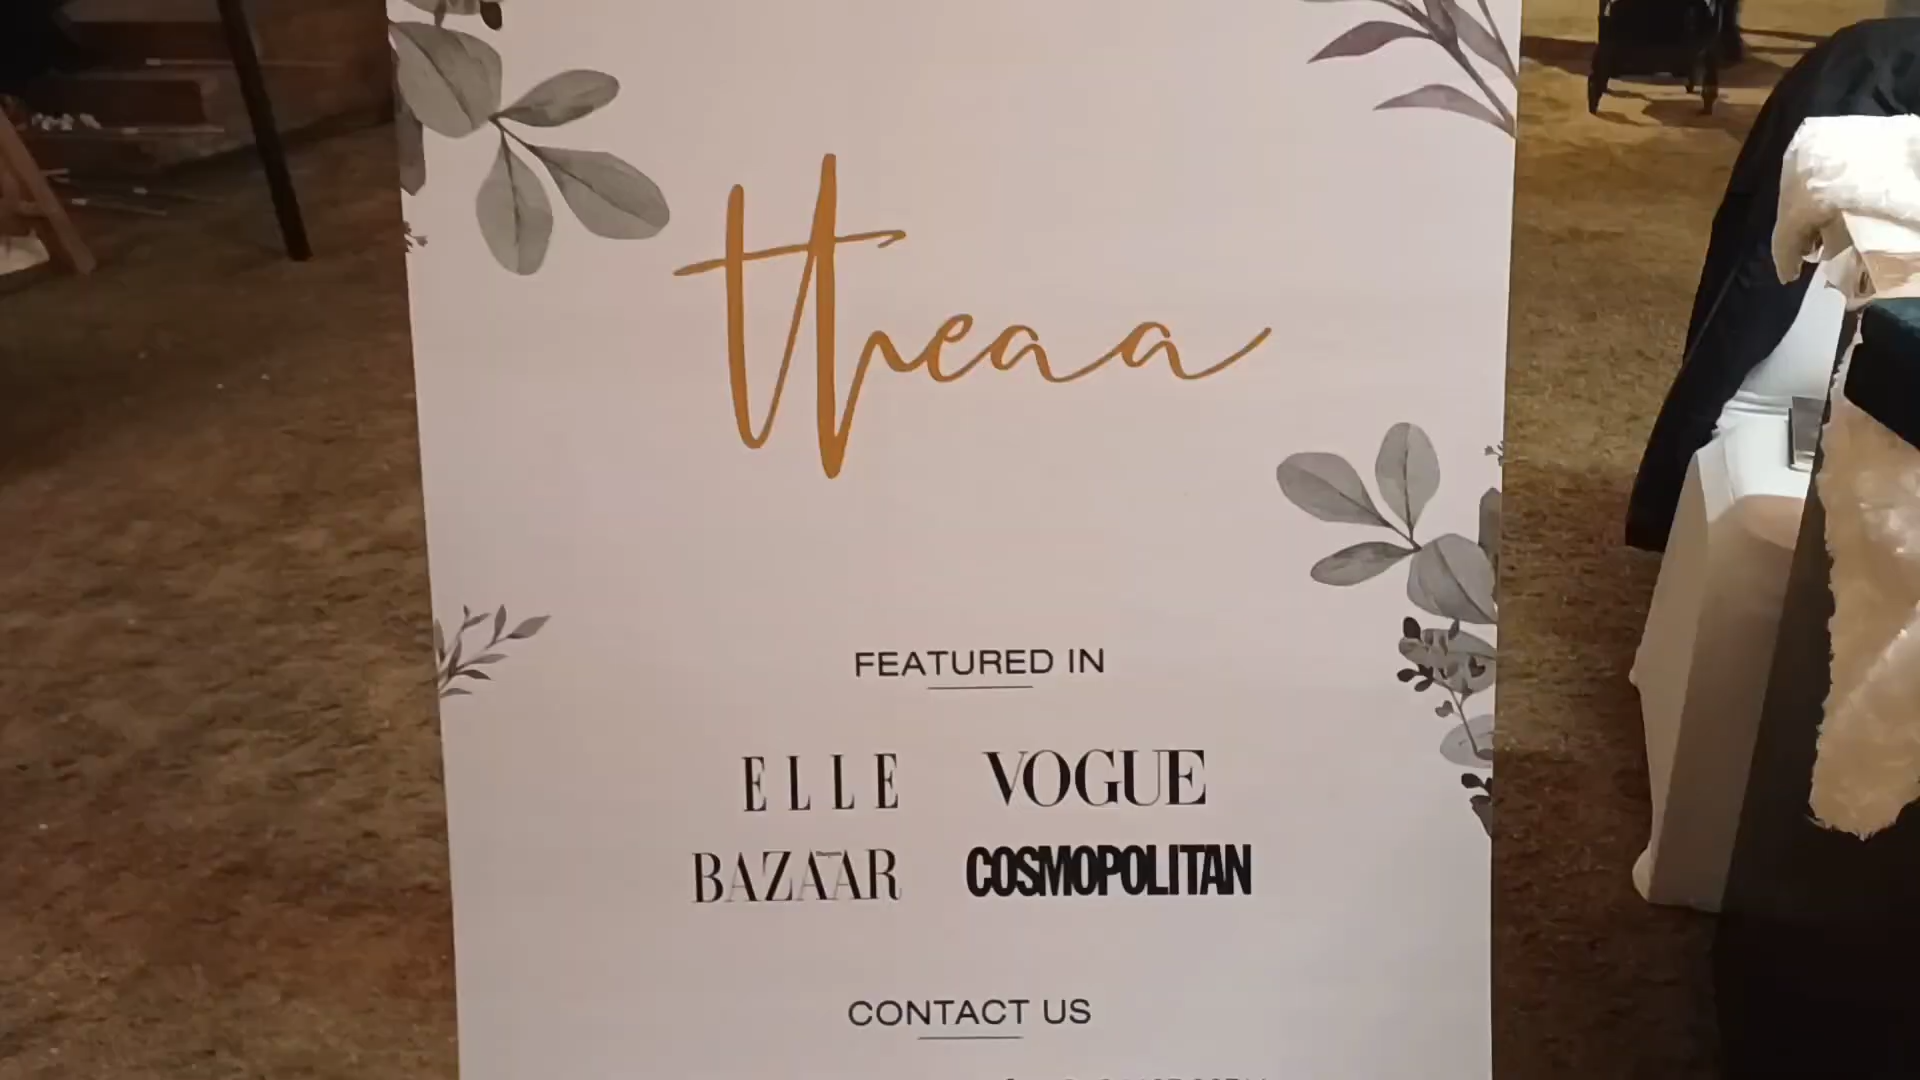 theaa
FEATURED IN
ELLE VOGUE
BAZAAR COSMOPOLITAN
CONTACT US